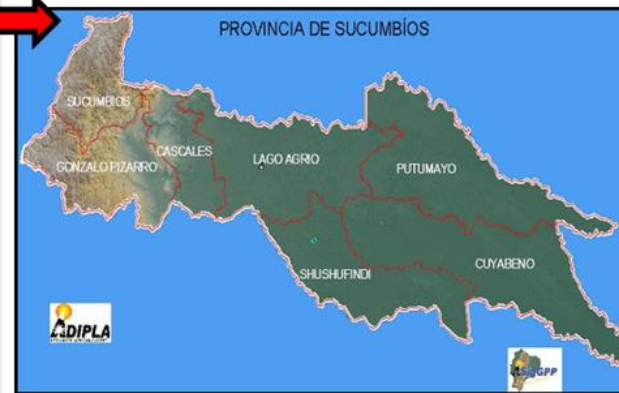 PROVINCIA DE SUCUMBÍOS
SUCUMBIOS
CASCALES
GONZALO PIZARRO
LAGO AGRIO
PUTUMAYO
CUYABENO
SHUSHUFINDI
ADIPLA